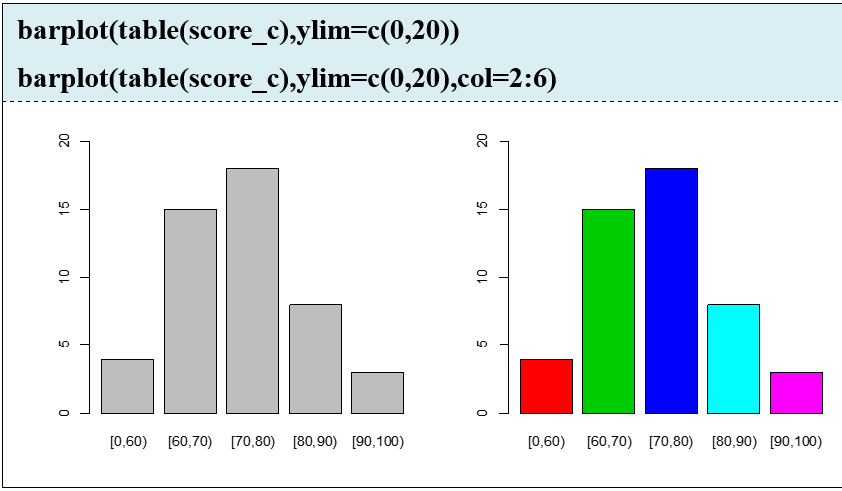 barplot(table(score_c),ylim=c(0,20))
barplot(table(score_c),ylim=c(0,20),col=2:6)
20
15
10
5
0
[0,60) [60,70) [70,80) [80,90) [90,100)
20
15
10
5
0
[0,60) [60,70) [70,80) [80,90) [90,100)